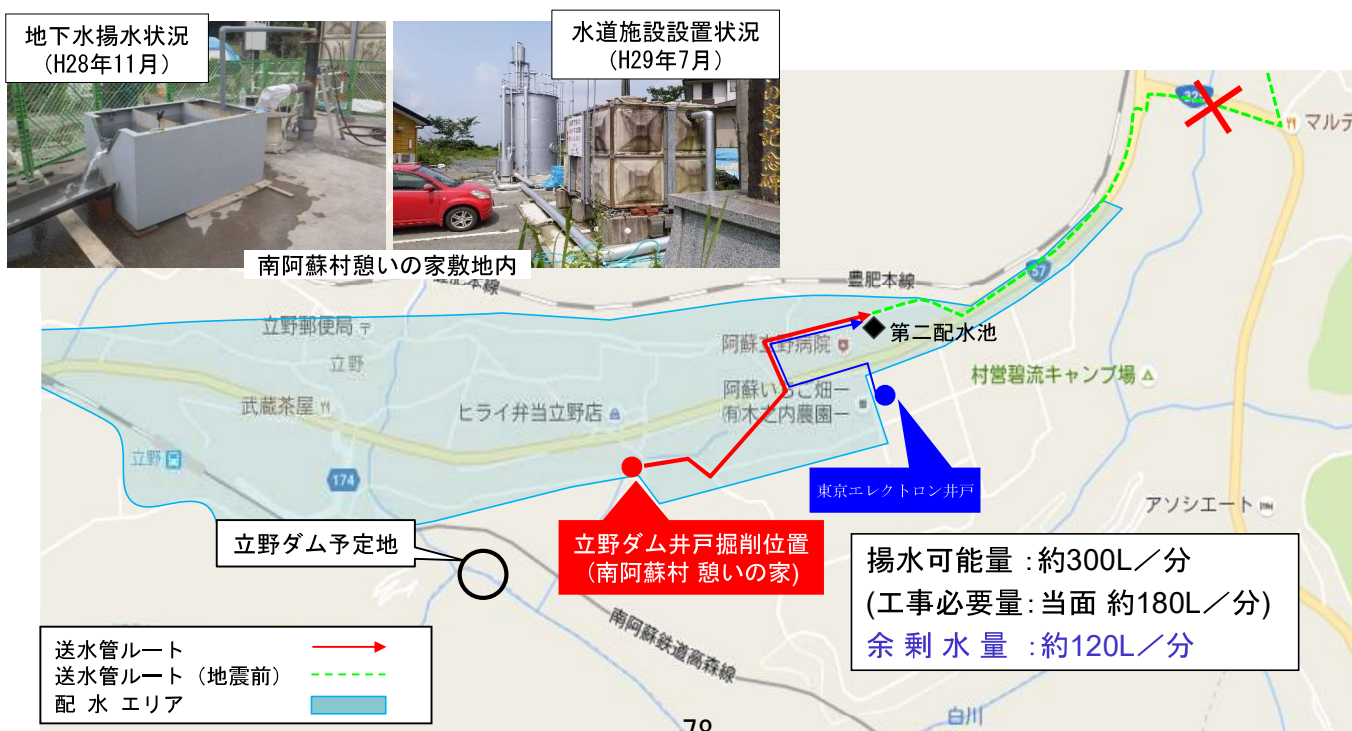 地下水揚水状況
(H28年11月)
水道施設設置状況
(H29年7月)
南阿蘇村憩いの家敷地内
マルデ
57
豊肥本線
立野郵便局
阿蘇立野病院
第二配水池
立野
村営碧流キャンプ場
阿蘇いちご畑ー
㈲木之内農園ー
武蔵茶屋
ヒライ弁当立野店
立野
174
東京エレクトロン井戸
アソシエート
立野ダム予定地
立野ダム井戸掘削位置
(南阿蘇村 憩いの家)
揚水可能量：約300L／分
(工事必要量：当面 約180L／分)
余剰水量：約120L／分
南阿蘇鉄道高森線
送水管ルート
送水管ルート（地震前）
配水エリア
白川
78